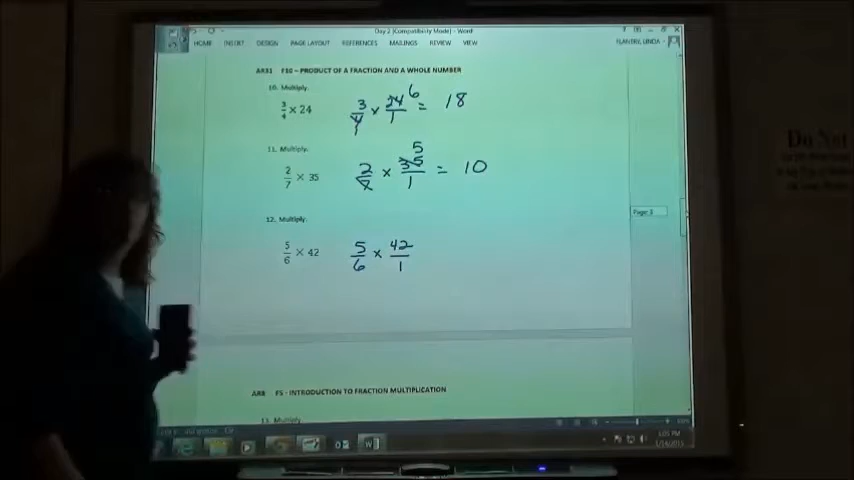 Day 2 [Compatibility Mode] - Word
HOME INSERT DESIGN PAGE LAYOUT REFERENCES MAILINGS REVIEW VIEW
AR31 F10 – PRODUCT OF A FRACTION AND A WHOLE NUMBER
10. Multiply.
3/4 × 24 3/4 × 24/1 = 18
6
1
11. Multiply.
2/7 × 35 2/7 × 35/1 = 10
5
12. Multiply.
5/6 × 42 5/6 × 42/1
Page: 3
AR8 F5 - INTRODUCTION TO FRACTION MULTIPLICATION
13. Multiply
Do Not